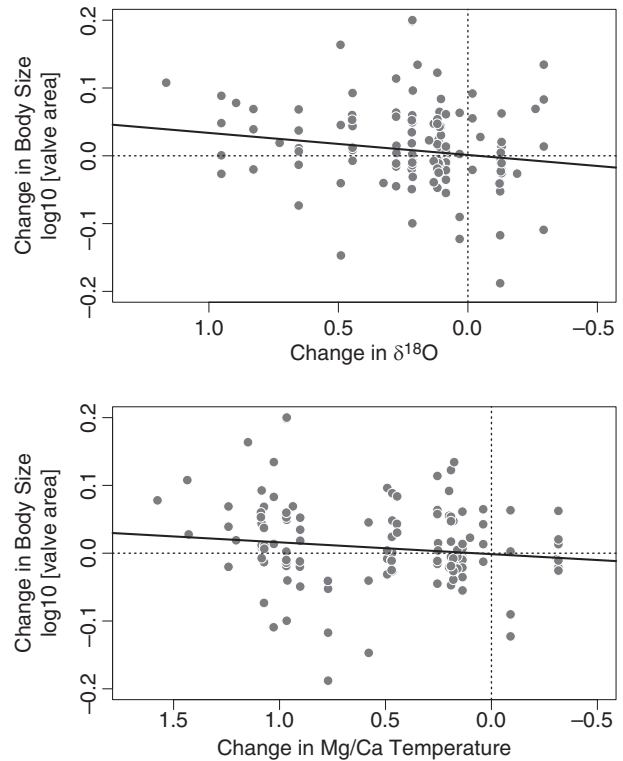 Change in Body Size
log10 [valve area]
0.2
0.1
0.0
−0.1
−0.2
1.0 0.5 0.0 −0.5
Change in δ¹⁸O
Change in Body Size
log10 [valve area]
0.2
0.1
0.0
−0.1
−0.2
1.5 1.0 0.5 0.0 −0.5
Change in Mg/Ca Temperature